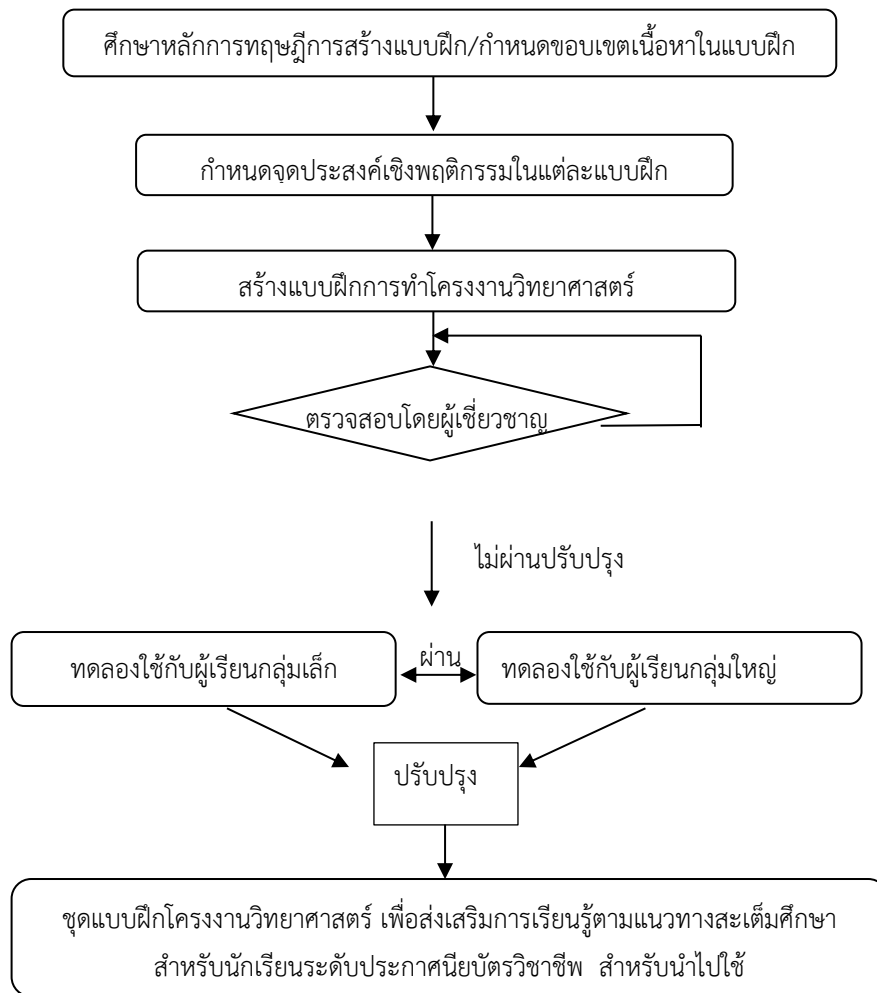 ศึกษาหลักการทฤษฎีการสร้างแบบฝึก/กำหนดขอบเขตเนื้อหาในแบบฝึก
กำหนดจุดประสงค์เชิงพฤติกรรมในแต่ละแบบฝึก
สร้างแบบฝึกการทำโครงงานวิทยาศาสตร์
ตรวจสอบโดยผู้เชี่ยวชาญ
ไม่ผ่านปรับปรุง
ทดลองใช้กับผู้เรียนกลุ่มเล็ก
ผ่าน
ทดลองใช้กับผู้เรียนกลุ่มใหญ่
ปรับปรุง
ชุดแบบฝึกโครงงานวิทยาศาสตร์ เพื่อส่งเสริมการเรียนรู้ตามแนวทางสะเต็มศึกษา
สำหรับนักเรียนระดับประกาศนียบัตรวิชาชีพ สำหรับนำไปใช้